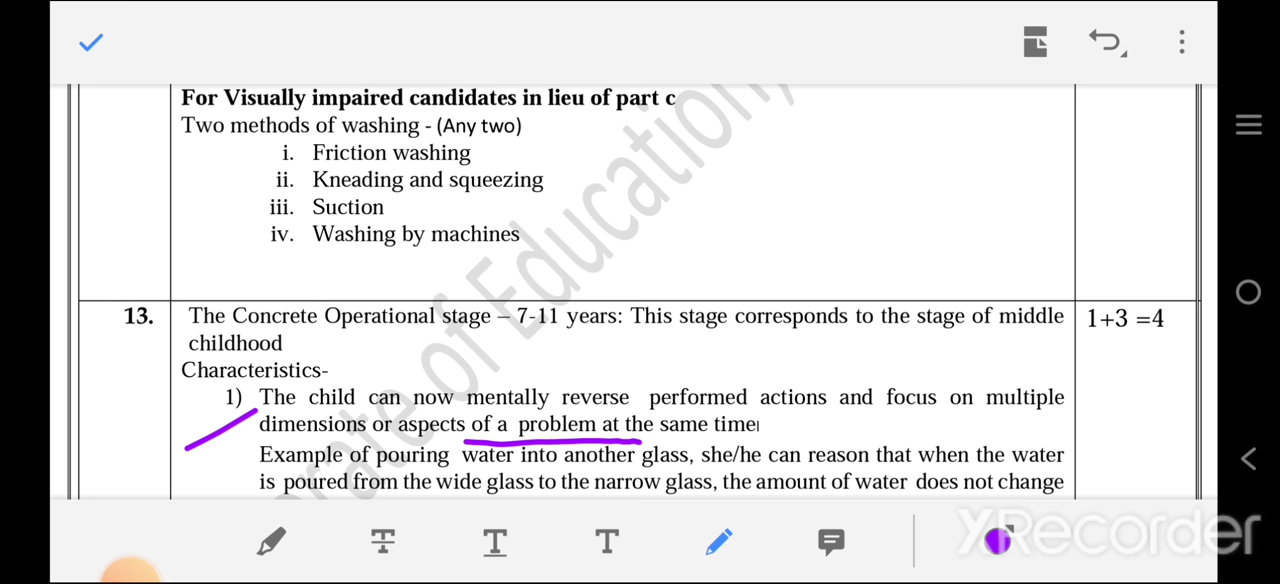 For Visually impaired candidates in lieu of part c
Two methods of washing - (Any two)
i. Friction washing
ii. Kneading and squeezing
iii. Suction
iv. Washing by machines
13. The Concrete Operational stage – 7-11 years: This stage corresponds to the stage of middle 1+3 =4
childhood
Characteristics-
1) The child can now mentally reverse performed actions and focus on multiple
dimensions or aspects of a problem at the same time
Example of pouring water into another glass, she/he can reason that when the water
is poured from the wide glass to the narrow glass, the amount of water does not change
rate of Education,
T T T
XRecorder